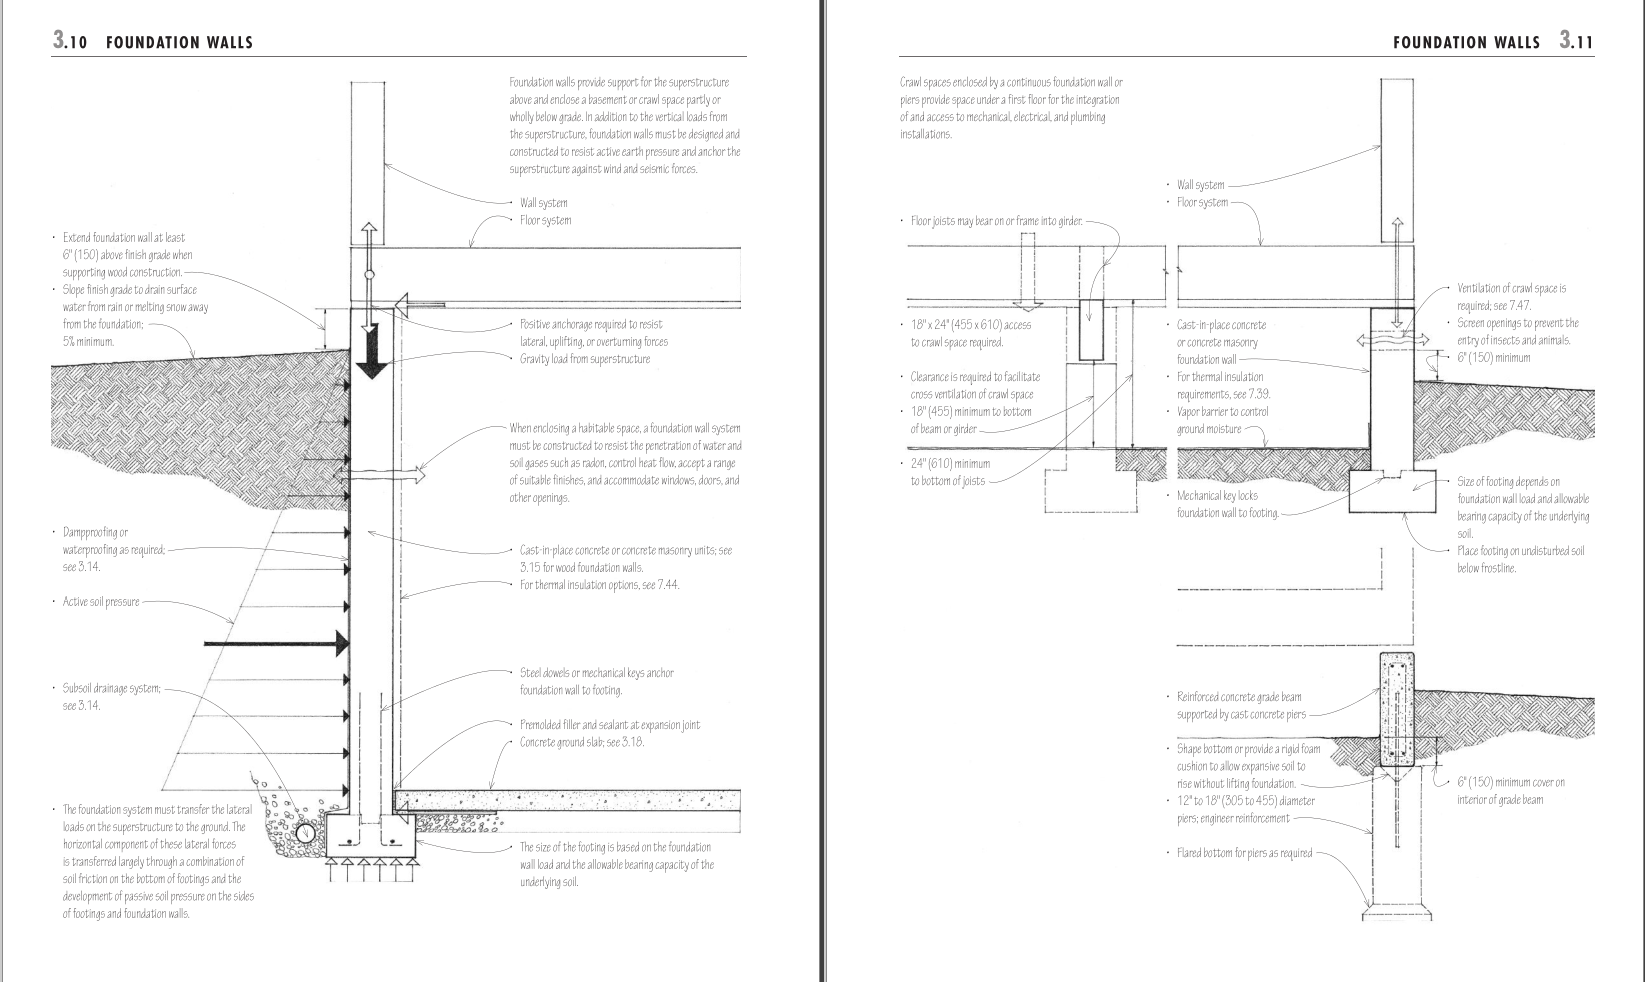 3.10 FOUNDATION WALLS
Foundation walls provide support for the superstructure
above and enclose a basement or crawl space partly or
wholly below grade. In addition to the vertical loads from
the superstructure, foundation walls must be designed and
constructed to resist active earth pressure and anchor the
superstructure against wind and seismic forces.
• Wall system
• Floor system
• Extend foundation wall at least
6" (150) above finish grade when
supporting wood construction.
• Slope finish grade to drain surface
water from rain or melting snow away
from the foundation;
5% minimum.
• Positive anchorage required to resist
lateral, uplifting, or overturning forces
• Gravity load from superstructure
When enclosing a habitable space, a foundation wall system
must be constructed to resist the penetration of water and
soil gases such as radon, control heat flow, accept a range
of suitable finishes, and accommodate windows, doors, and
other openings.
• Dampproofing or
waterproofing as required;
see 3.14.
• Cast-in-place concrete or concrete masonry units; see
3.15 for wood foundation walls.
• For thermal insulation options, see 7.44.
• Active soil pressure
• Steel dowels or mechanical keys anchor
foundation wall to footing.
• Subsoil drainage system;
see 3.14.
• Premolded filler and sealant at expansion joint
• Concrete ground slab; see 3.18.
• The foundation system must transfer the lateral
loads on the superstructure to the ground. The
horizontal component of these lateral forces
is transferred largely through a combination of
soil friction on the bottom of footings and the
development of passive soil pressure on the sides
of footings and foundation walls.
• The size of the footing is based on the foundation
wall load and the allowable bearing capacity of the
underlying soil.
FOUNDATION WALLS 3.11
Crawl spaces enclosed by a continuous foundation wall or
piers provide space under a first floor for the integration
of and access to mechanical, electrical, and plumbing
installations.
• Wall system
• Floor system
• Floor joists may bear on or frame into girder.
• 18" x 24" (455 x 610) access
to crawl space required.
• Clearance is required to facilitate
cross ventilation of crawl space
• 18" (455) minimum to bottom
of beam or girder
• 24" (610) minimum
to bottom of joists
• Cast-in-place concrete
or concrete masonry
foundation wall
• For thermal insulation
requirements, see 7.39.
• Vapor barrier to control
ground moisture
• Mechanical key locks
foundation wall to footing.
• Ventilation of crawl space is
required; see 7.47.
• Screen openings to prevent the
entry of insects and animals.
• 6" (150) minimum
• Size of footing depends on
foundation wall load and allowable
bearing capacity of the underlying
soil.
• Place footing on undisturbed soil
below frostline.
• Reinforced concrete grade beam
supported by cast concrete piers
• Shape bottom or provide a rigid foam
cushion to allow expansive soil to
rise without lifting foundation.
• 12" to 18" (305 to 455) diameter
piers; engineer reinforcement
• Flared bottom for piers as required
• 6" (150) minimum cover on
interior of grade beam